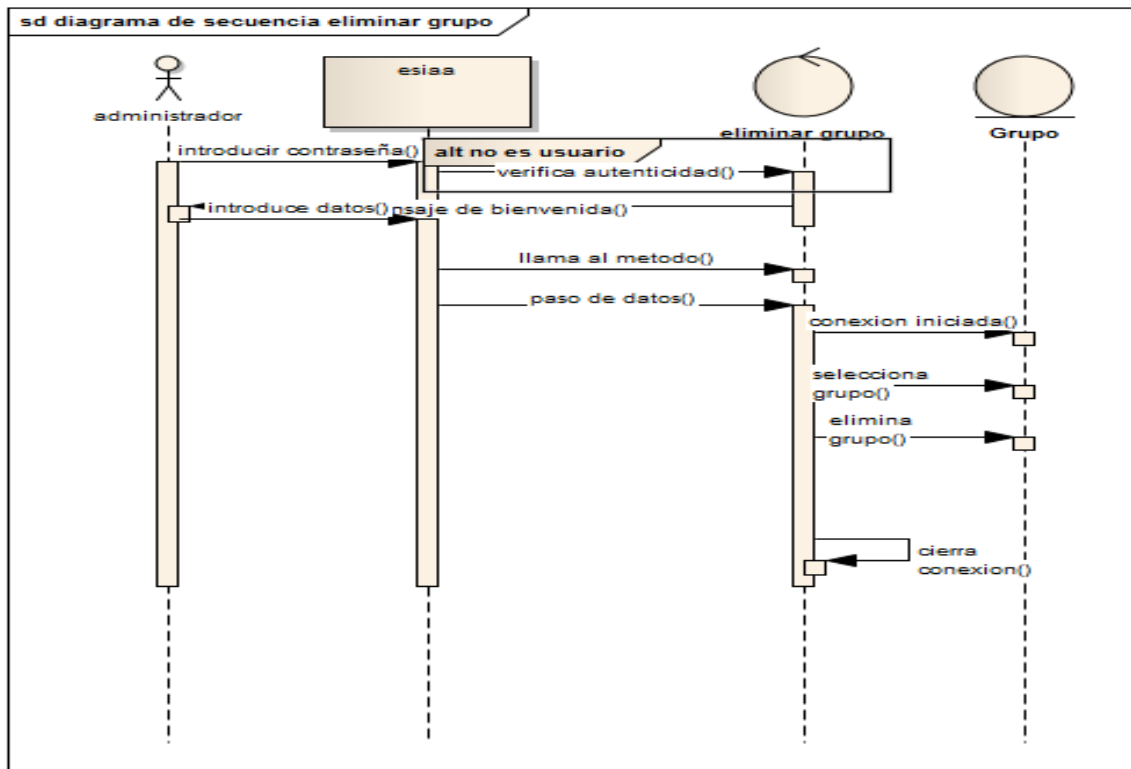 sd diagrama de secuencia eliminar grupo
administrador
esiaa
eliminar grupo
Grupo
introducir contraseña()
alt no es usuario
verifica autenticidad()
introduce datos()
de bienvenida()
llama al metodo()
paso de datos()
conexion iniciada()
selecciona
grupo()
elimina
grupo()
cierra
conexion()